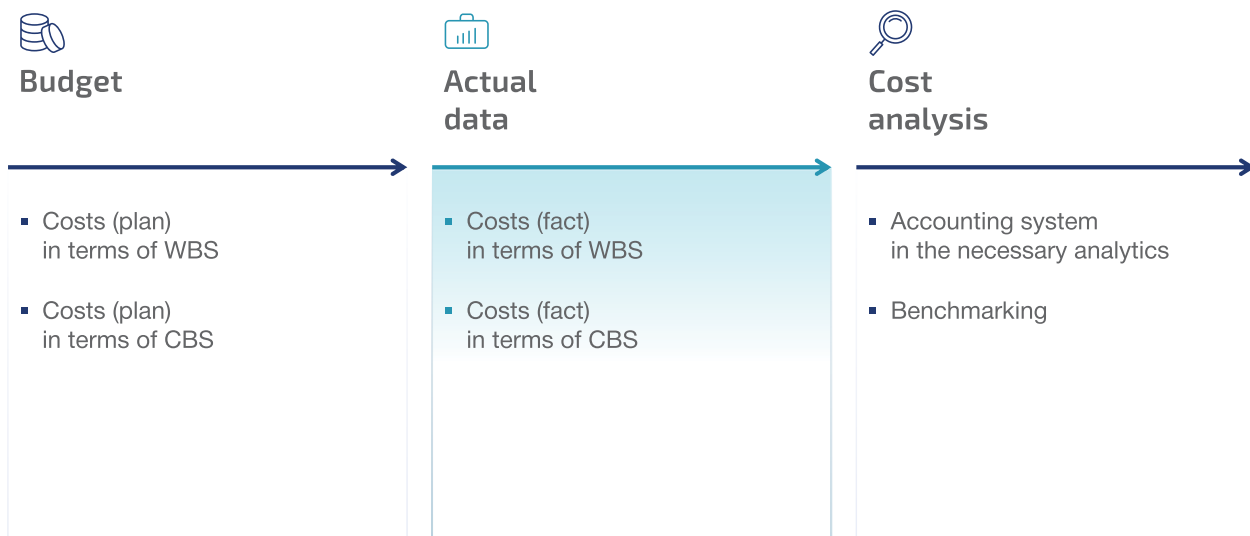 Budget
Costs (plan)
in terms of WBS
Costs (plan)
in terms of CBS
Actual
data
Costs (fact)
in terms of WBS
Costs (fact)
in terms of CBS
Cost
analysis
Accounting system
in the necessary analytics
Benchmarking